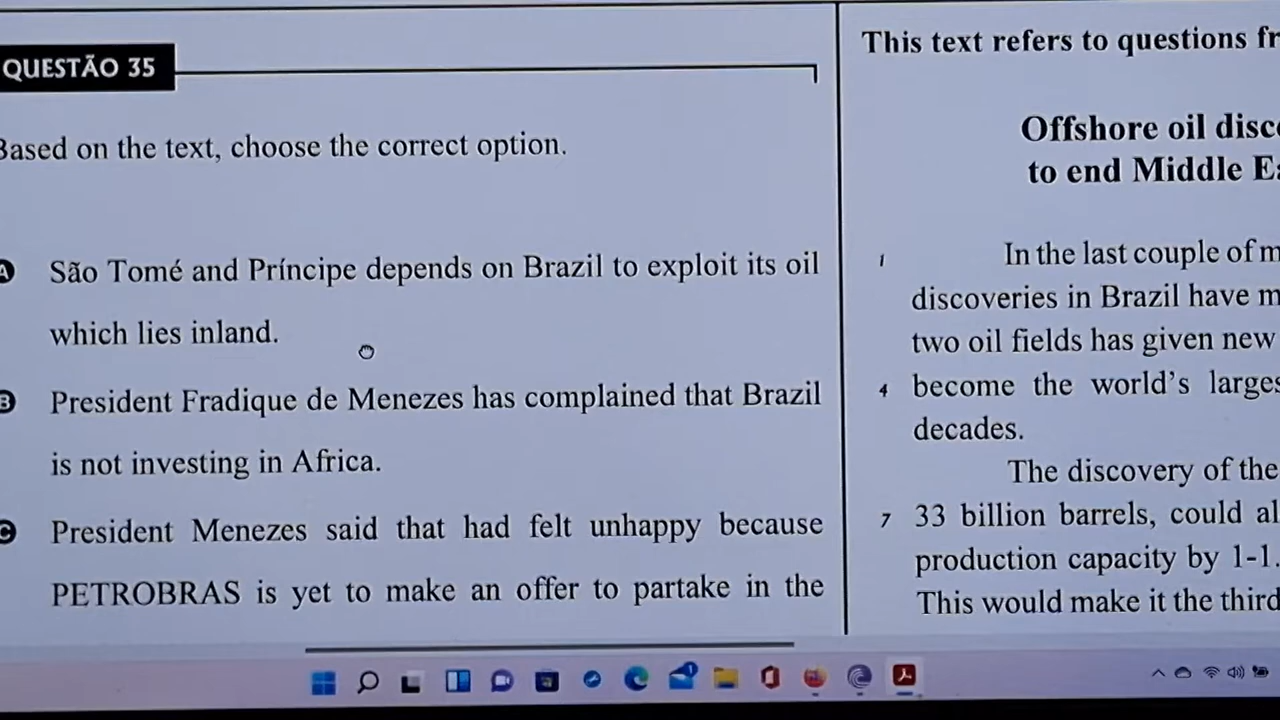 QUESTÃO 35
Based on the text, choose the correct option.
A São Tomé and Príncipe depends on Brazil to exploit its oil
which lies inland.
B President Fradique de Menezes has complained that Brazil
is not investing in Africa.
C President Menezes said that had felt unhappy because
PETROBRAS is yet to make an offer to partake in the
This text refers to questions
Offshore oil
to end Middle
1 In the last couple of
discoveries in Brazil have
two oil fields has given new
4 become the world's
decades.
The discovery of the
7 33 billion barrels, could
production capacity by 1-1.
This would make it the third